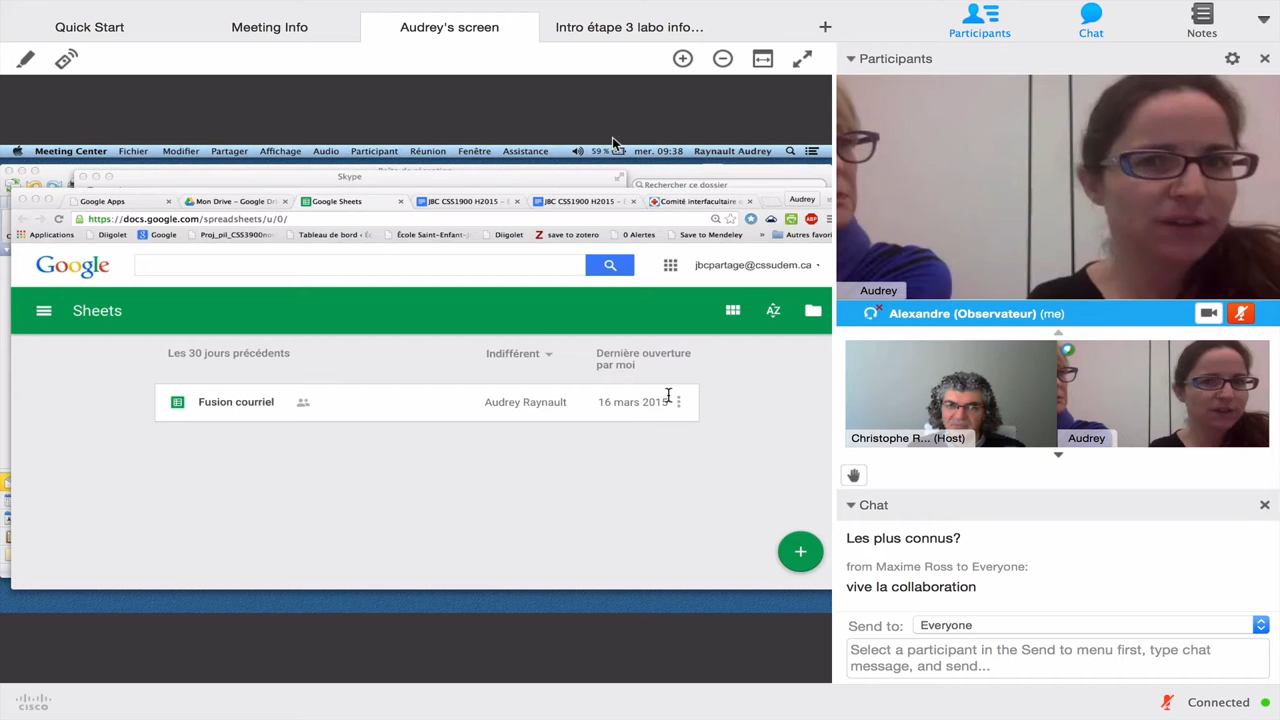 Quick Start
Meeting Info
Audrey's screen
Intro étape 3 labo info...
Participants
Chat
Notes
Participants
Meeting Center Fichier Modifier Partager Affichage Audio Participant Réunion Fenêtre Assistance 59 % mer. 09:38 Raynault Audrey
Skype
Rechercher ce dossier
Google Apps
Mon Drive – Google Dri
Google Sheets
JBC CSS1900 H2015 –
JBC CSS1900 H2015 –
Comité interfacultaire
Audrey
https://docs.google.com/spreadsheets/u/0/
Applications Diigolet Google Proj_pil_CSS3900no Tableau de bord École Saint-Enfant-J Diigolet save to zotero 0 Alertes Save to Mendeley » Autres favori
Google
jbcpartage@cssudem.ca
Sheets
Les 30 jours précédents
Indifférent
Dernière ouverture
par moi
Fusion courriel
Audrey Raynault
16 mars 2015
Audrey
Alexandre (Observateur) (me)
Christophe R... (Host)
Audrey
Chat
Les plus connus?
from Maxime Ross to Everyone:
vive la collaboration
Send to: Everyone
Select a participant in the Send to menu first, type chat
message, and send...
CISCO
Connected